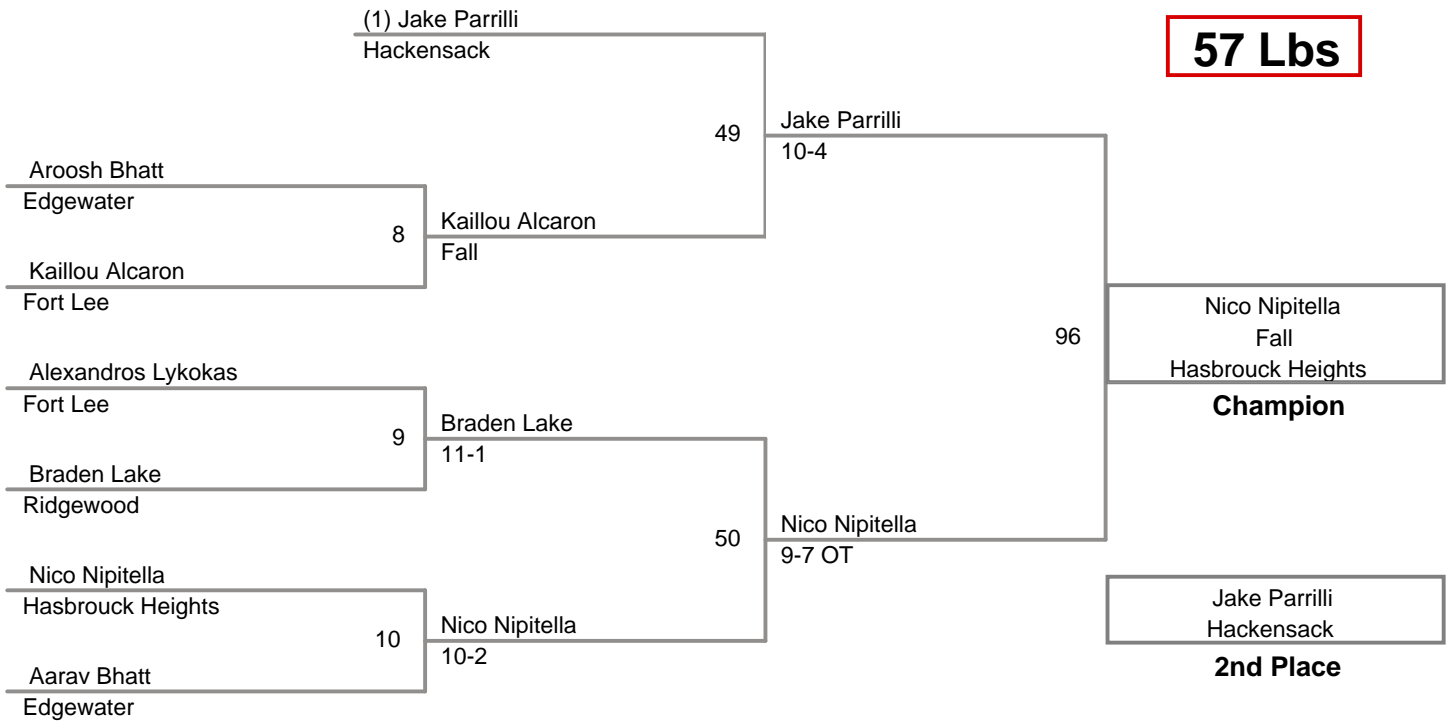 (1) Jake Parrilli
Hackensack
57 Lbs
49
Jake Parrilli
10-4
Aroosh Bhatt
Edgewater
8
Kaillou Alcaron
Fall
Kaillou Alcaron
Fort Lee
96
Nico Nipitella
Fall
Hasbrouck Heights
Champion
Alexandros Lykokas
Fort Lee
9
Braden Lake
11-1
Braden Lake
Ridgewood
50
Nico Nipitella
9-7 OT
Nico Nipitella
Hasbrouck Heights
10
Nico Nipitella
10-2
Aarav Bhatt
Edgewater
Jake Parrilli
Hackensack
2nd Place